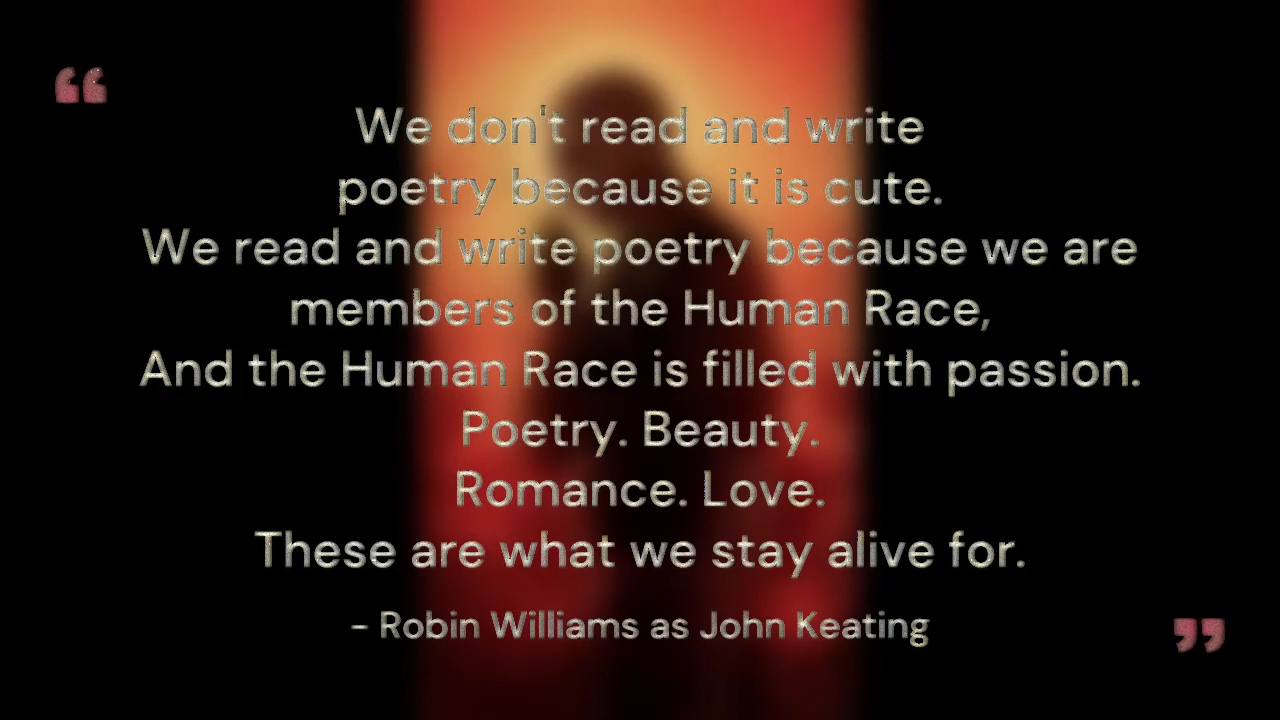 “
We don't read and write
poetry because it is cute.
We read and write poetry because we are
members of the Human Race,
And the Human Race is filled with passion.
Poetry. Beauty.
Romance. Love.
These are what we stay alive for.
- Robin Williams as John Keating
”